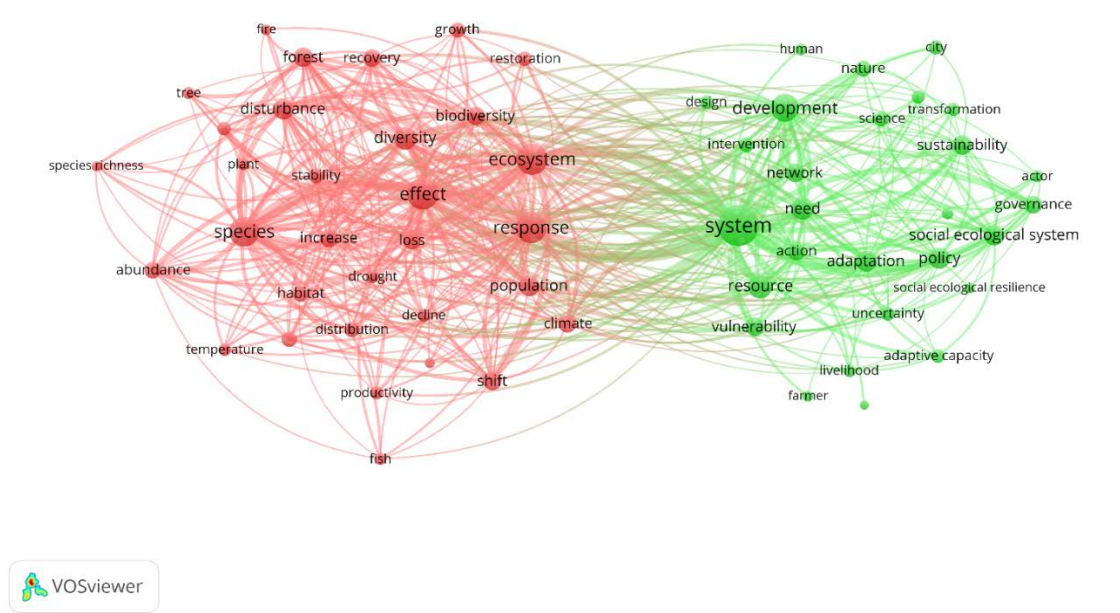 fire
growth
forest
recovery
restoration
tree
disturbance
biodiversity
diversity
species richness
plant
stability
ecosystem
effect
species
increase
loss
response
abundance
drought
habitat
population
decline
distribution
climate
temperature
shift
productivity
fish
human
city
nature
design
development
transformation
science
intervention
sustainability
network
actor
need
governance
system
social ecological system
action
adaptation
policy
resource
social ecological resilience
uncertainty
vulnerability
adaptive capacity
livelihood
farmer
VOSviewer